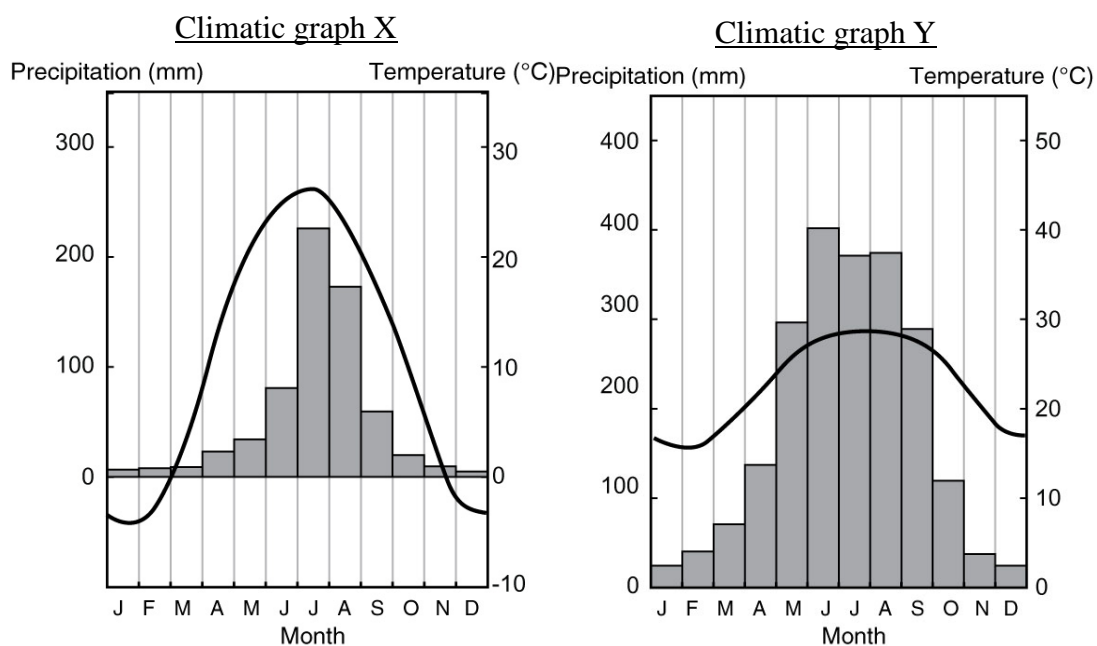 Climatic graph X
Precipitation (mm) Temperature (°C)
300
200
100
0
30
20
10
0
-10
J F M A M J J A S O N D
Month
Climatic graph Y
Precipitation (mm) Temperature (°C)
400
400
300
200
100
0
50
40
30
20
10
0
J F M A M J J A S O N D
Month